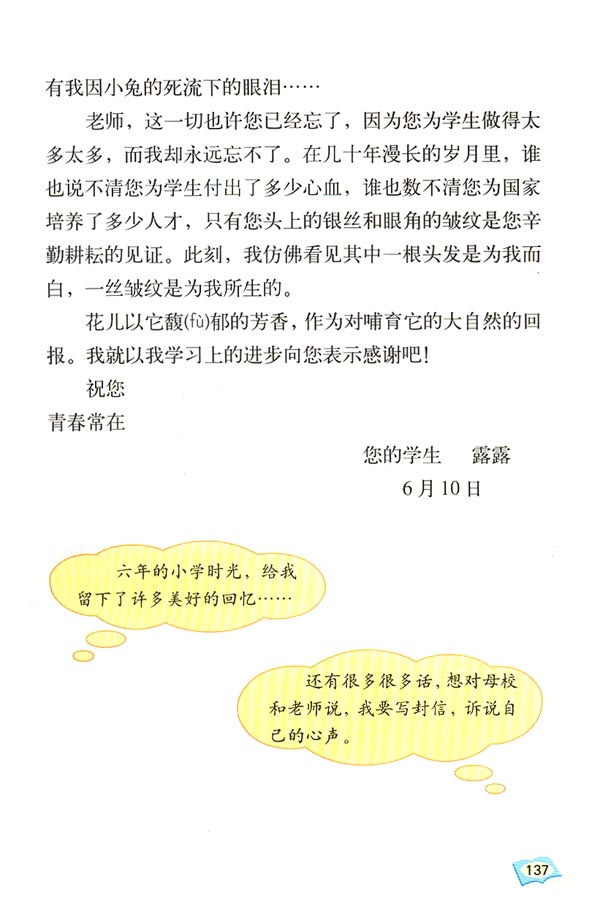 有我因小兔的死流下的眼泪……
老师，这一切也许您已经忘了，因为您为学生做得太
多太多，而我却永远忘不了。在几十年漫长的岁月里，谁
也说不清您为学生付出了多少心血，谁也数不清您为国家
培养了多少人才，只有您头上的银丝和眼角的皱纹是您辛
勤耕耘的见证。此刻，我仿佛看见其中一根头发是为我而
白，一丝皱纹是为我所生的。
花儿以它馥(fù)郁的芳香，作为对哺育它的大自然的回
报。我就以我学习上的进步向您表示感谢吧！
祝您
青春常在
您的学生 露露
6月10日
六年的小学时光，给我
留下了许多美好的回忆……
还有很多很多话，想对母校
和老师说，我要写封信，诉说自
己的心声。
137